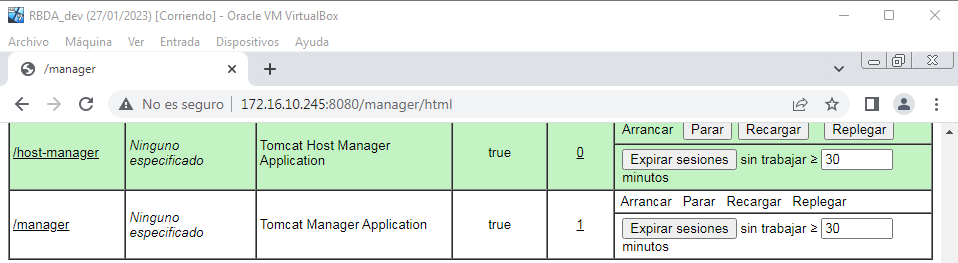 RBDA_dev (27/01/2023) [Corriendo] - Oracle VM VirtualBox
Archivo Máquina Ver Entrada Dispositivos Ayuda
/manager
No es seguro 172.16.10.245:8080/manager/html
Arrancar Parar Recargar Replegar
/host-manager Ninguno especificado Tomcat Host Manager Application true 0
Expirar sesiones sin trabajar ≥ 30
minutos
Arrancar Parar Recargar Replegar
/manager Ninguno especificado Tomcat Manager Application true 1
Expirar sesiones sin trabajar ≥ 30
minutos